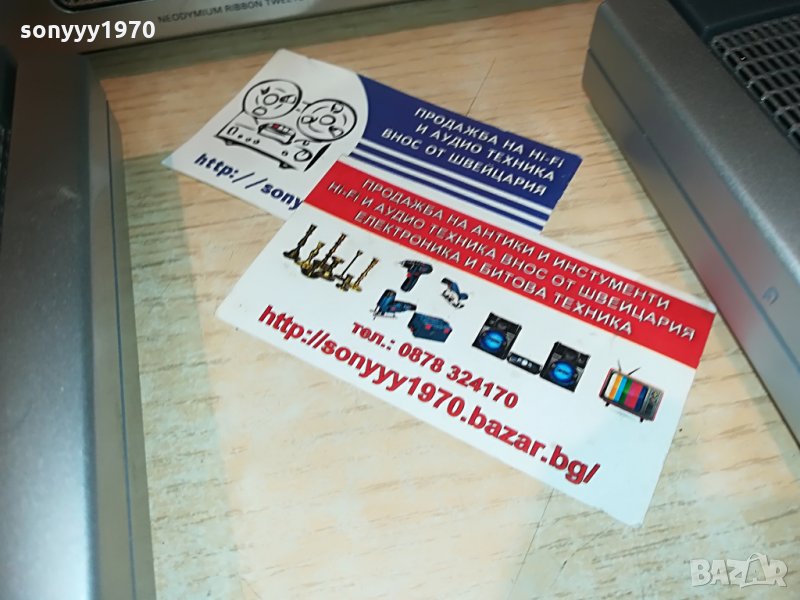 sonyyy1970
NEODYMIUM RIBBON
ПРОДАЖБА НА Hi-Fi
И АУДИО ТЕХНИКА
ВНОС ОТ ШВЕЙЦАРИЯ
http://sony
ПРОДАЖБА НА АНТИКИ И ИНСТУМЕНТИ
Hi-Fi И АУДИО ТЕХНИКА ВНОС ОТ ШВЕЙЦАРИЯ
ЕЛЕКТРОНИКА И БИТОВА ТЕХНИКА
тел.: 0878 324170
http://sonyyy1970.bazar.bg/
BAZAR
sonyyy1970